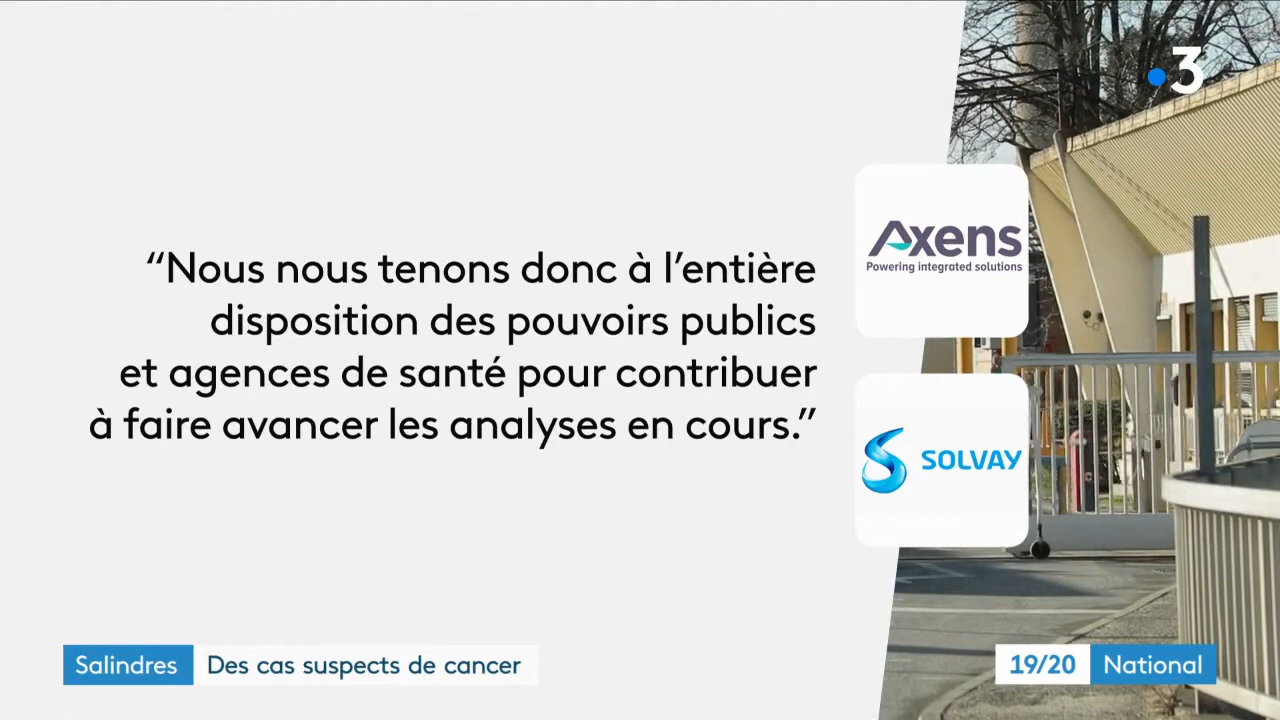 3
Axens
Powering integrated solutions
“Nous nous tenons donc à l’entière
disposition des pouvoirs publics
et agences de santé pour contribuer
à faire avancer les analyses en cours.”
SOLVAY
Salindres Des cas suspects de cancer
19/20 National